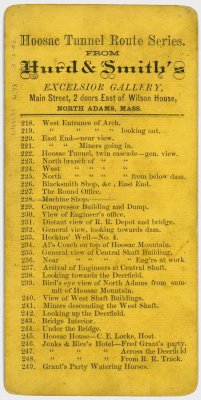 Hoosac Tunnel Route Series.
FROM
Hurd & Smith's
EXCELSIOR GALLERY,
Main Street, 2 doors East of Wilson House,
NORTH ADAMS, MASS.
218. West Entrance of Arch.
219. " " " " looking out.
220. East End—near view.
221. " " Miners going in.
222. Hoosac Tunnel, twin cascade—gen. view.
223. North branch of " "
224. West " " "
225. North " " " from below dam.
226. Blacksmith Shop, &c., East End.
227. The Round Office.
228. Machine Shop.
229. Compressor Building and Dump.
230. View of Engineer's office.
231. Distant view of R. R. Depot and bridge.
232. General view, looking towards dam.
233. Hockins' Well—No. 4.
234. Al's Coach on top of Hoosac Mountain.
235. General view of Central Shaft Building,
236. Near " " " " Eng'rs at work.
237. Arrival of Engineers at Central Shaft.
238. Looking towards the Deerfield.
239. Bird's eye view of North Adams from summit of Hoosac Mountain.
240. View of West Shaft Buildings.
241. Miners descending the West Shaft.
242. Looking up the Deerfield.
243. Bridge Interior.
244. Under the Bridge.
245. Hoosac House—C. E. Locke, Host.
246. Jenks & Rice's Hotel—Fred Grant's party.
247. " " " Across the Deerfield
248. " " " From R. R. Track.
249. Grant's Party Watering Horses.